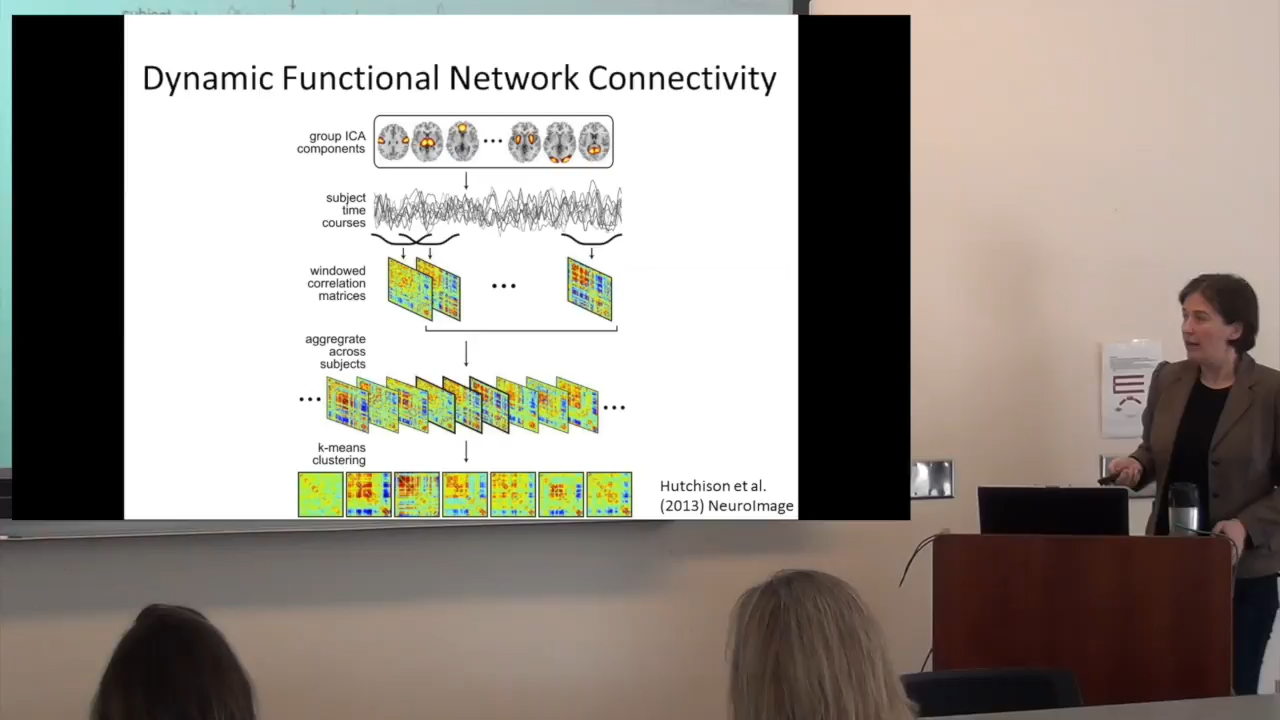 subject
Dynamic Functional Network Connectivity
group ICA
components
subject
time
courses
windowed
correlation
matrices
aggregate
across
subjects
k-means
clustering
Hutchison et al.
(2013) NeuroImage